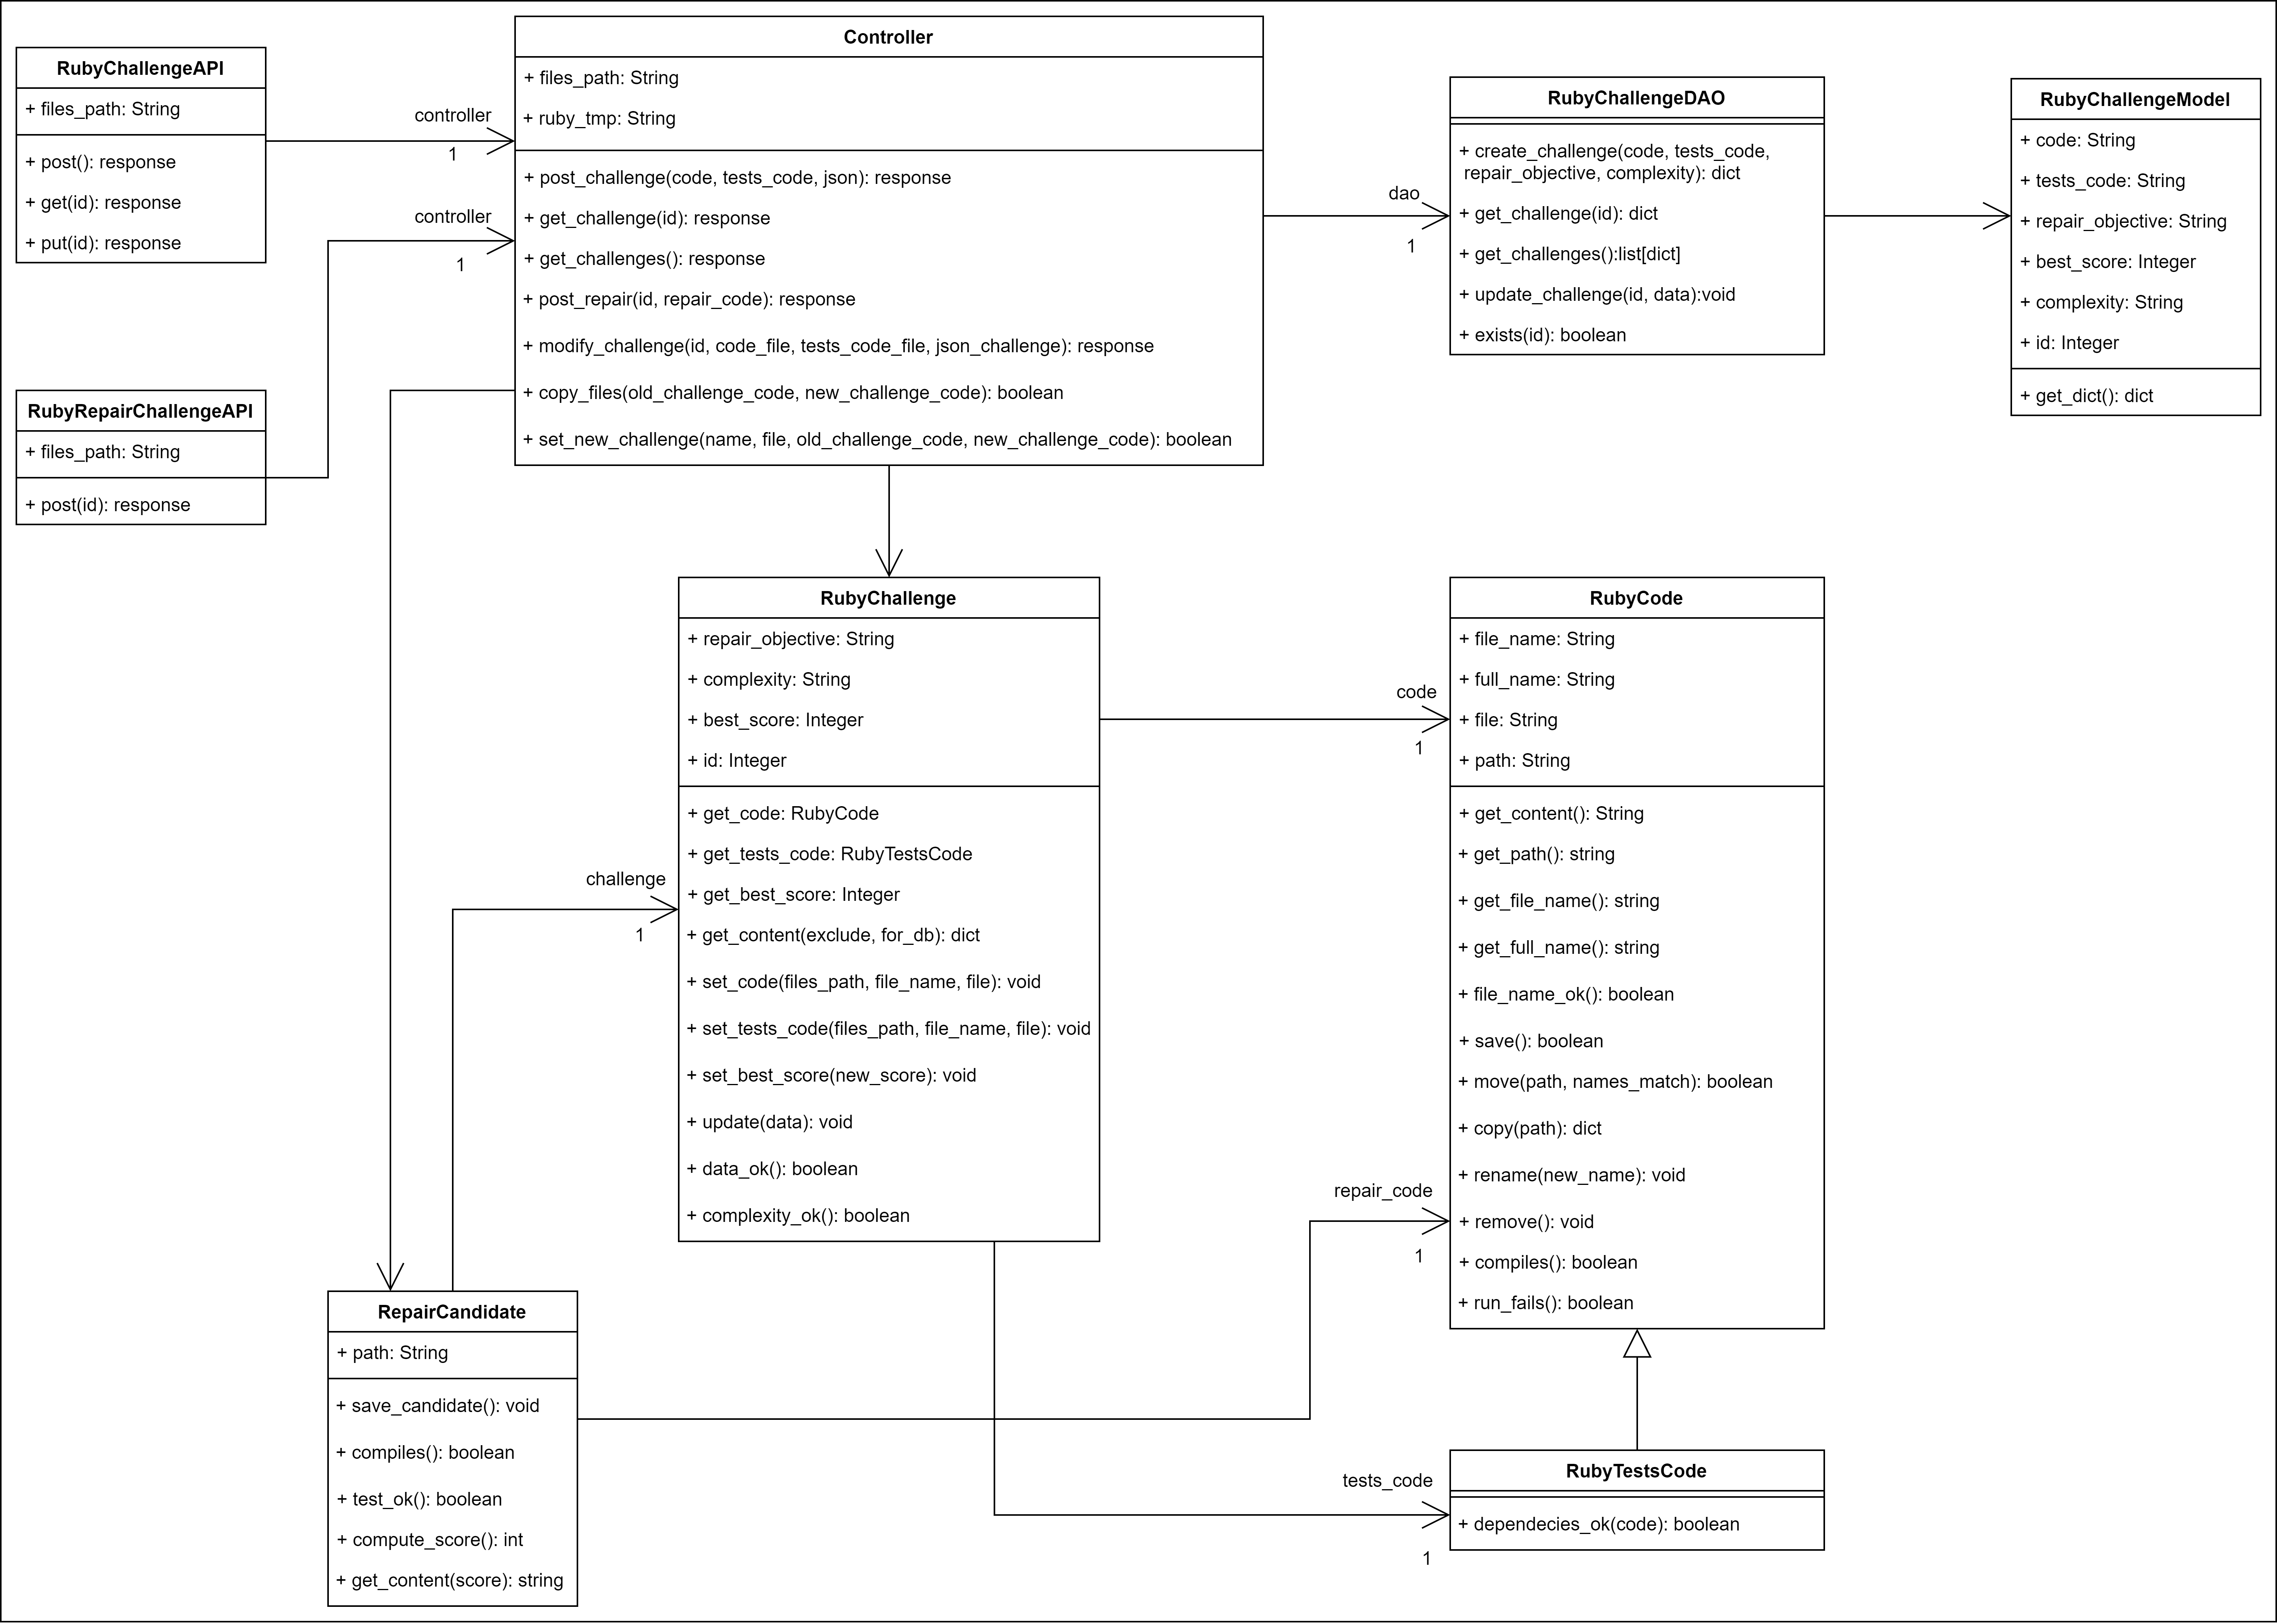 RubyChallengeAPI
+ files_path: String
+ post(): response
+ get(id): response
+ put(id): response
controller
1
controller
1
RubyRepairChallengeAPI
+ files_path: String
+ post(id): response
Controller
+ files_path: String
+ ruby_tmp: String
+ post_challenge(code, tests_code, json): response
+ get_challenge(id): response
+ get_challenges(): response
+ post_repair(id, repair_code): response
+ modify_challenge(id, code_file, tests_code_file, json_challenge): response
+ copy_files(old_challenge_code, new_challenge_code): boolean
+ set_new_challenge(name, file, old_challenge_code, new_challenge_code): boolean
dao
1
RubyChallengeDAO
+ create_challenge(code, tests_code,
repair_objective, complexity): dict
+ get_challenge(id): dict
+ get_challenges():list[dict]
+ update_challenge(id, data):void
+ exists(id): boolean
RubyChallengeModel
+ code: String
+ tests_code: String
+ repair_objective: String
+ best_score: Integer
+ complexity: String
+ id: Integer
+ get_dict(): dict
RubyChallenge
+ repair_objective: String
+ complexity: String
+ best_score: Integer
+ id: Integer
+ get_code: RubyCode
+ get_tests_code: RubyTestsCode
+ get_best_score: Integer
+ get_content(exclude, for_db): dict
+ set_code(files_path, file_name, file): void
+ set_tests_code(files_path, file_name, file): void
+ set_best_score(new_score): void
+ update(data): void
+ data_ok(): boolean
+ complexity_ok(): boolean
challenge
1
code
1
RubyCode
+ file_name: String
+ full_name: String
+ file: String
+ path: String
+ get_content(): String
+ get_path(): string
+ get_file_name(): string
+ get_full_name(): string
+ file_name_ok(): boolean
+ save(): boolean
+ move(path, names_match): boolean
+ copy(path): dict
+ rename(new_name): void
+ remove(): void
+ compiles(): boolean
+ run_fails(): boolean
repair_code
1
RepairCandidate
+ path: String
+ save_candidate(): void
+ compiles(): boolean
+ test_ok(): boolean
+ compute_score(): int
+ get_content(score): string
tests_code
1
RubyTestsCode
+ dependecies_ok(code): boolean